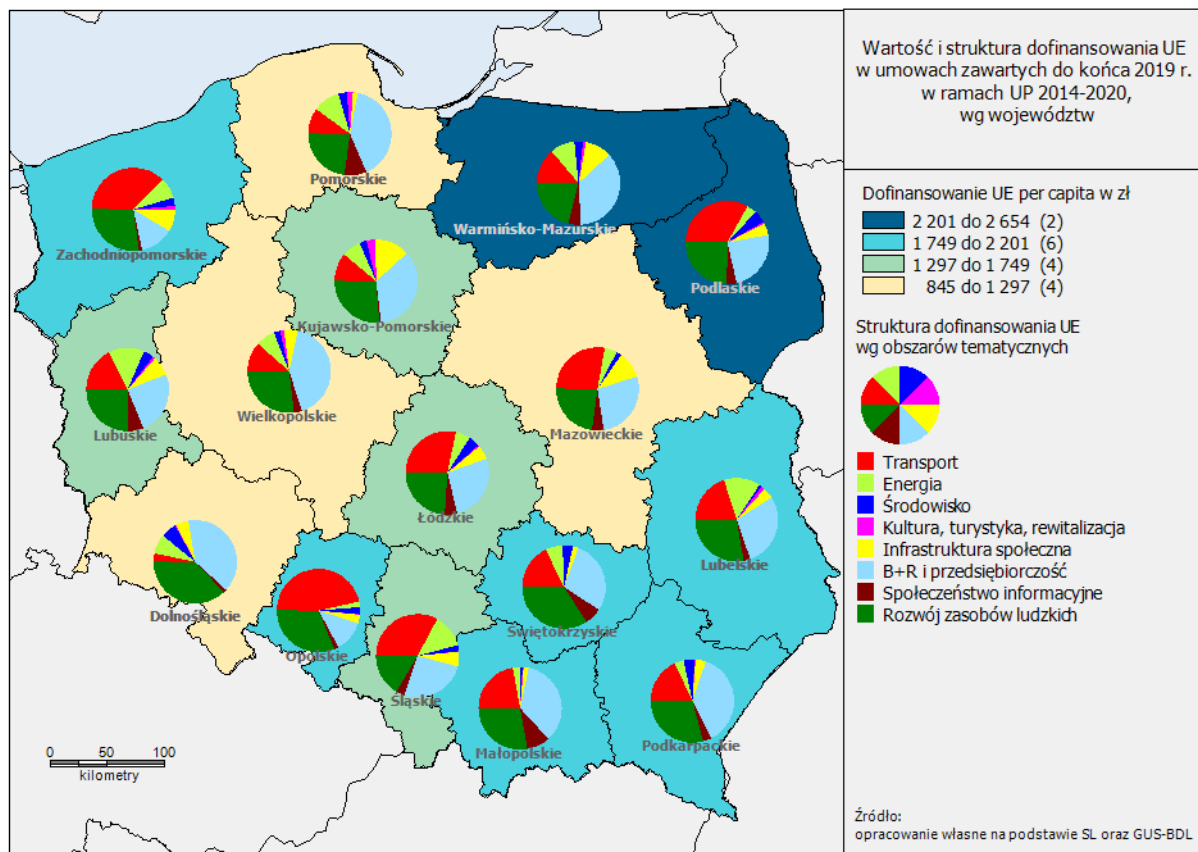 Wartość i struktura dofinansowania UE
w umowach zawartych do końca 2019 r.
w ramach UP 2014-2020,
wg województw
Dofinansowanie UE per capita w zł
2 201 do 2 654 (2)
1 749 do 2 201 (6)
1 297 do 1 749 (4)
845 do 1 297 (4)
Struktura dofinansowania UE
wg obszarów tematycznych
Transport
Energia
Środowisko
Kultura, turystyka, rewitalizacja
Infrastruktura społeczna
B+R i przedsiębiorczość
Społeczeństwo informacyjne
Rozwój zasobów ludzkich
Źródło:
opracowanie własne na podstawie SL oraz GUS-BDL
Pomorskie
Warmińsko-Mazurskie
Zachodniopomorskie
Podlaskie
Kujawsko-Pomorskie
Wielkopolskie
Lubuskie
Mazowieckie
Łódzkie
Lubelskie
Dolnośląskie
Opolskie
Świętokrzyskie
Śląskie
Małopolskie
Podkarpackie
0 50 100
kilometry